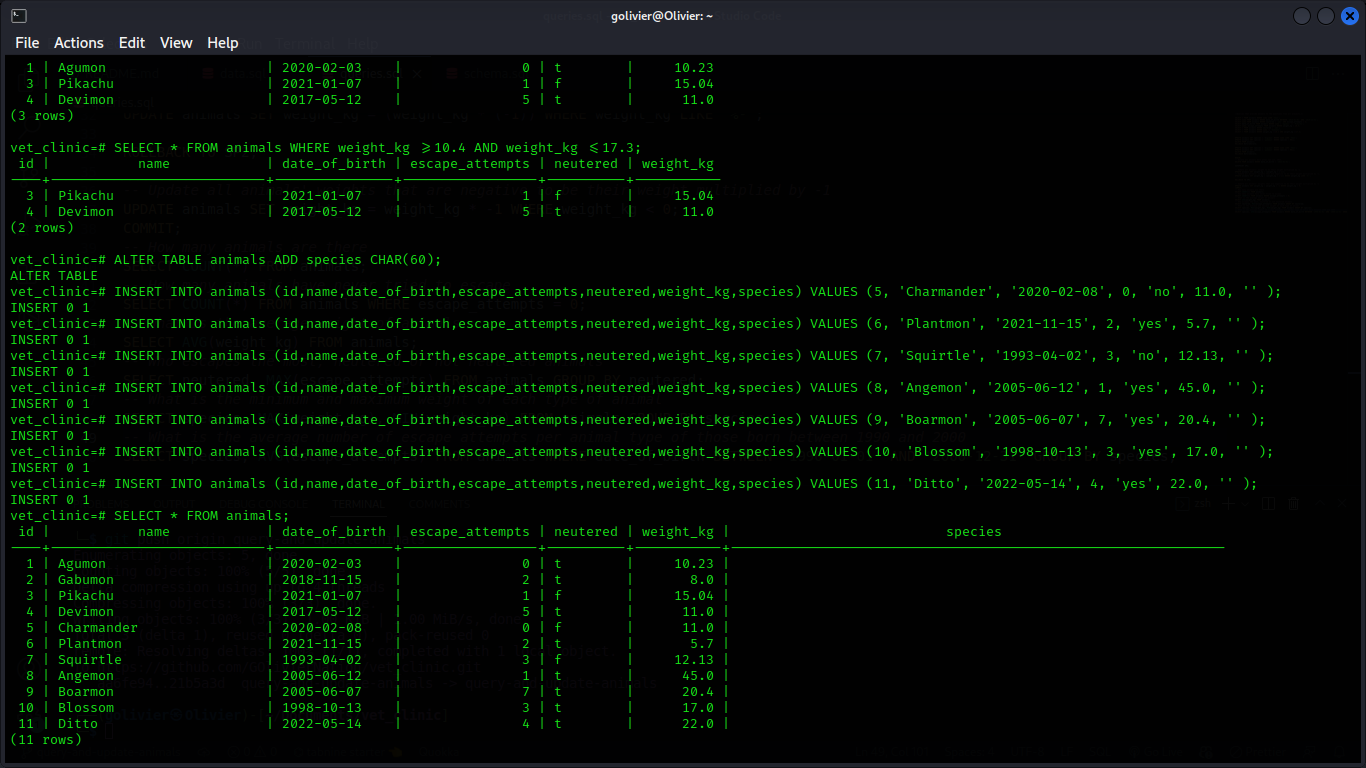 golivier@Olivier: ~
File Actions Edit View Help
1 | Agumon | 2020-02-03 | 0 | t | 10.23
3 | Pikachu | 2021-01-07 | 1 | f | 15.04
4 | Devimon | 2017-05-12 | 5 | t | 11.0
(3 rows)
vet_clinic=# SELECT * FROM animals WHERE weight_kg >=10.4 AND weight_kg <=17.3;
id | name | date_of_birth | escape_attempts | neutered | weight_kg
3 | Pikachu | 2021-01-07 | 1 | f | 15.04
4 | Devimon | 2017-05-12 | 5 | t | 11.0
(2 rows)
vet_clinic=# ALTER TABLE animals ADD species CHAR(60);
ALTER TABLE
vet_clinic=# INSERT INTO animals (id,name,date_of_birth,escape_attempts,neutered,weight_kg,species) VALUES (5, 'Charmander', '2020-02-08', 0, 'no', 11.0, '' );
INSERT 0 1
vet_clinic=# INSERT INTO animals (id,name,date_of_birth,escape_attempts,neutered,weight_kg,species) VALUES (6, 'Plantmon', '2021-11-15', 2, 'yes', 5.7, '' );
INSERT 0 1
vet_clinic=# INSERT INTO animals (id,name,date_of_birth,escape_attempts,neutered,weight_kg,species) VALUES (7, 'Squirtle', '1993-04-02', 3, 'no', 12.13, '' );
INSERT 0 1
vet_clinic=# INSERT INTO animals (id,name,date_of_birth,escape_attempts,neutered,weight_kg,species) VALUES (8, 'Angemon', '2005-06-12', 1, 'yes', 45.0, '' );
INSERT 0 1
vet_clinic=# INSERT INTO animals (id,name,date_of_birth,escape_attempts,neutered,weight_kg,species) VALUES (9, 'Boarmon', '2005-06-07', 7, 'yes', 20.4, '' );
INSERT 0 1
vet_clinic=# INSERT INTO animals (id,name,date_of_birth,escape_attempts,neutered,weight_kg,species) VALUES (10, 'Blossom', '1998-10-13', 3, 'yes', 17.0, '' );
INSERT 0 1
vet_clinic=# INSERT INTO animals (id,name,date_of_birth,escape_attempts,neutered,weight_kg,species) VALUES (11, 'Ditto', '2022-05-14', 4, 'yes', 22.0, '' );
INSERT 0 1
vet_clinic=# SELECT * FROM animals;
id | name | date_of_birth | escape_attempts | neutered | weight_kg | species
1 | Agumon | 2020-02-03 | 0 | t | 10.23 |
2 | Gabumon | 2018-11-15 | 2 | t | 8.0 |
3 | Pikachu | 2021-01-07 | 1 | f | 15.04 |
4 | Devimon | 2017-05-12 | 5 | t | 11.0 |
5 | Charmander | 2020-02-08 | 0 | f | 11.0 |
6 | Plantmon | 2021-11-15 | 2 | t | 5.7 |
7 | Squirtle | 1993-04-02 | 3 | f | 12.13 |
8 | Angemon | 2005-06-12 | 1 | t | 45.0 |
9 | Boarmon | 2005-06-07 | 7 | t | 20.4 |
10 | Blossom | 1998-10-13 | 3 | t | 17.0 |
11 | Ditto | 2022-05-14 | 4 | t | 22.0 |
(11 rows)